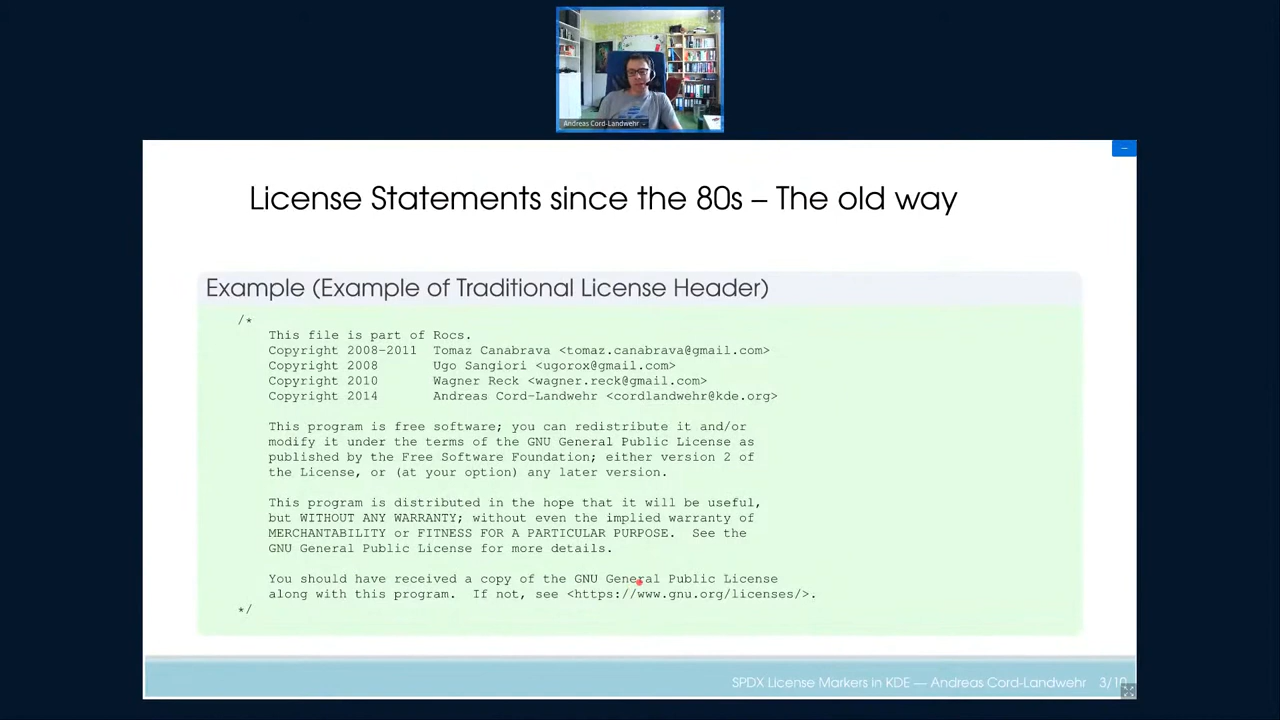 Andreas Cord-Landwehr
License Statements since the 80s – The old way
Example (Example of Traditional License Header)
/*
This file is part of Rocs.
Copyright 2008-2011 Tomaz Canabrava <tomaz.canabrava@gmail.com>
Copyright 2008 Ugo Sangiori <ugorox@gmail.com>
Copyright 2010 Wagner Reck <wagner.reck@gmail.com>
Copyright 2014 Andreas Cord-Landwehr <cordlandwehr@kde.org>
This program is free software; you can redistribute it and/or
modify it under the terms of the GNU General Public License as
published by the Free Software Foundation; either version 2 of
the License, or (at your option) any later version.
This program is distributed in the hope that it will be useful,
but WITHOUT ANY WARRANTY; without even the implied warranty of
MERCHANTABILITY or FITNESS FOR A PARTICULAR PURPOSE. See the
GNU General Public License for more details.
You should have received a copy of the GNU General Public License
along with this program. If not, see <https://www.gnu.org/licenses/>.
*/
SPDX License Markers in KDE — Andreas Cord-Landwehr 3/10